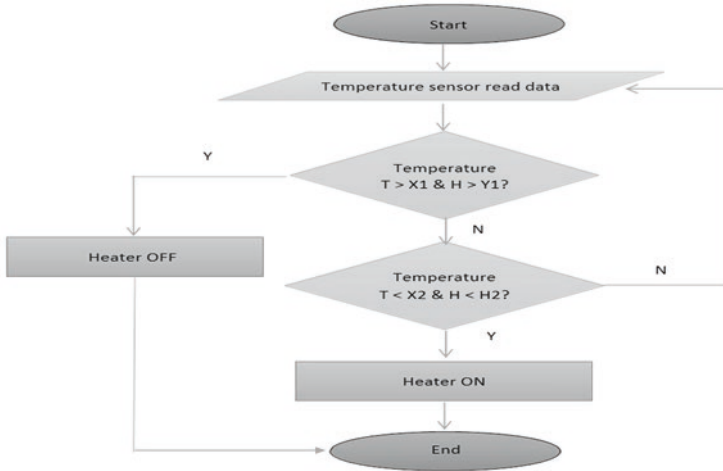 Start
Temperature sensor read data
Y
Temperature
T > X1 & H > Y1?
N
Heater OFF
Temperature
T < X2 & H < H2?
N
Y
Heater ON
End